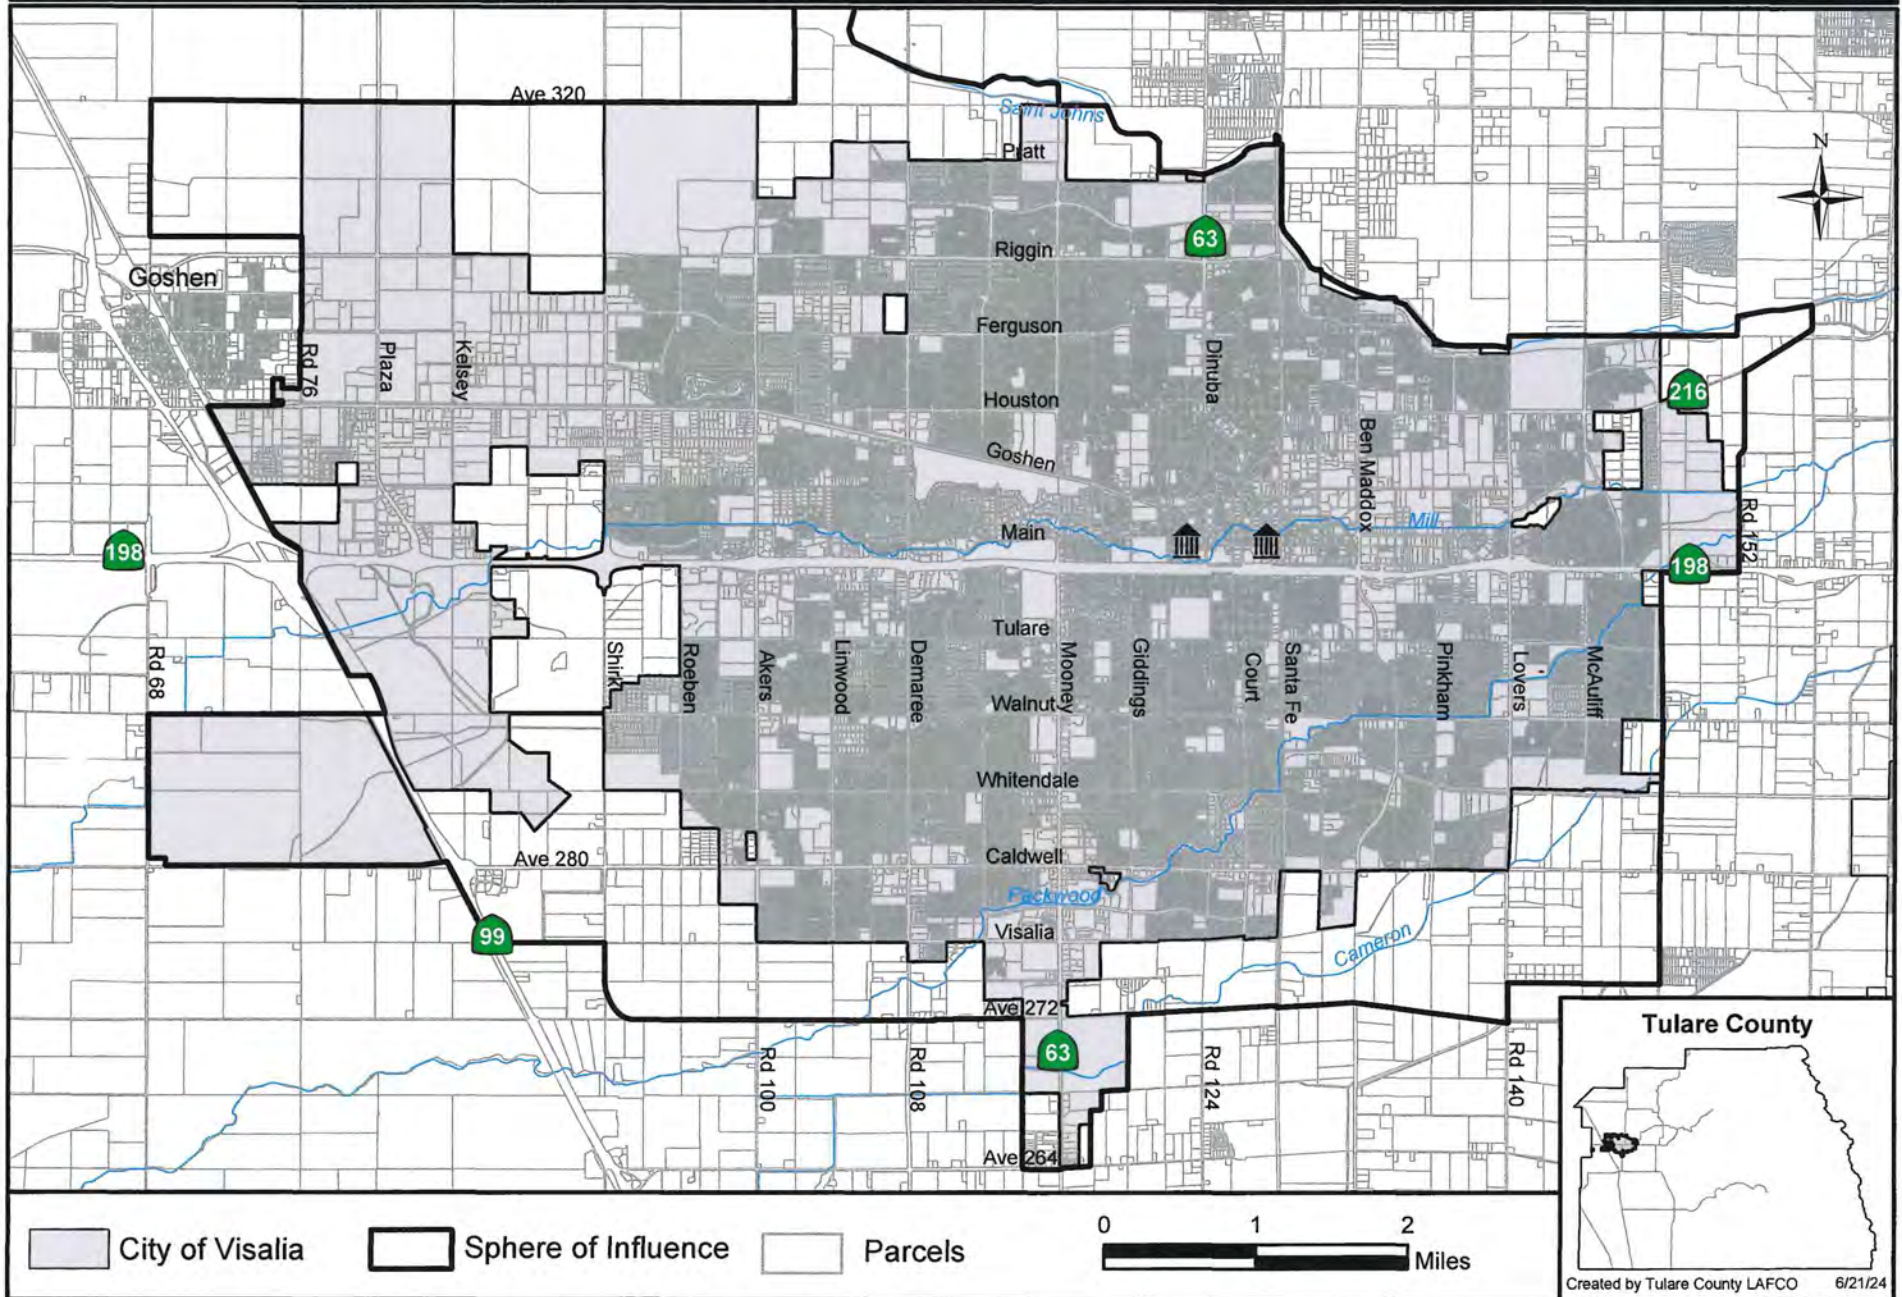 Ave 320
Saint Johns
Pratt
N
63
Riggin
Goshen
Ferguson
Rd 76
Plaza
Kelsey
Dinuba
216
Houston
Ben Maddox
Goshen
198
Main
Mill
Rd 152
198
Tulare
Rd 68
Shirk
Roeben
Akers
Linwood
Demaree
Mooney
Giddings
Court
Santa Fe
Pinkham
Lovers
McAuliff
Walnut
Whitendale
Ave 280
Caldwell
Packwood
99
Visalia
Cameron
Ave 272
63
Rd 100
Rd 108
Rd 124
Rd 140
Ave 264
Tulare County
City of Visalia
Sphere of Influence
Parcels
0 1 2
Miles
Created by Tulare County LAFCO 6/21/24